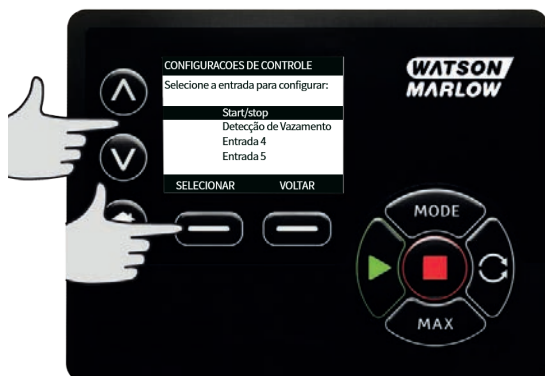 CONFIGURACOES DE CONTROLE
WATSON
MARLOW
Selecione a entrada para configurar:
Start/stop
Detecção de Vazamento
Entrada 4
Entrada 5
SELECIONAR VOLTAR
MODE
MAX